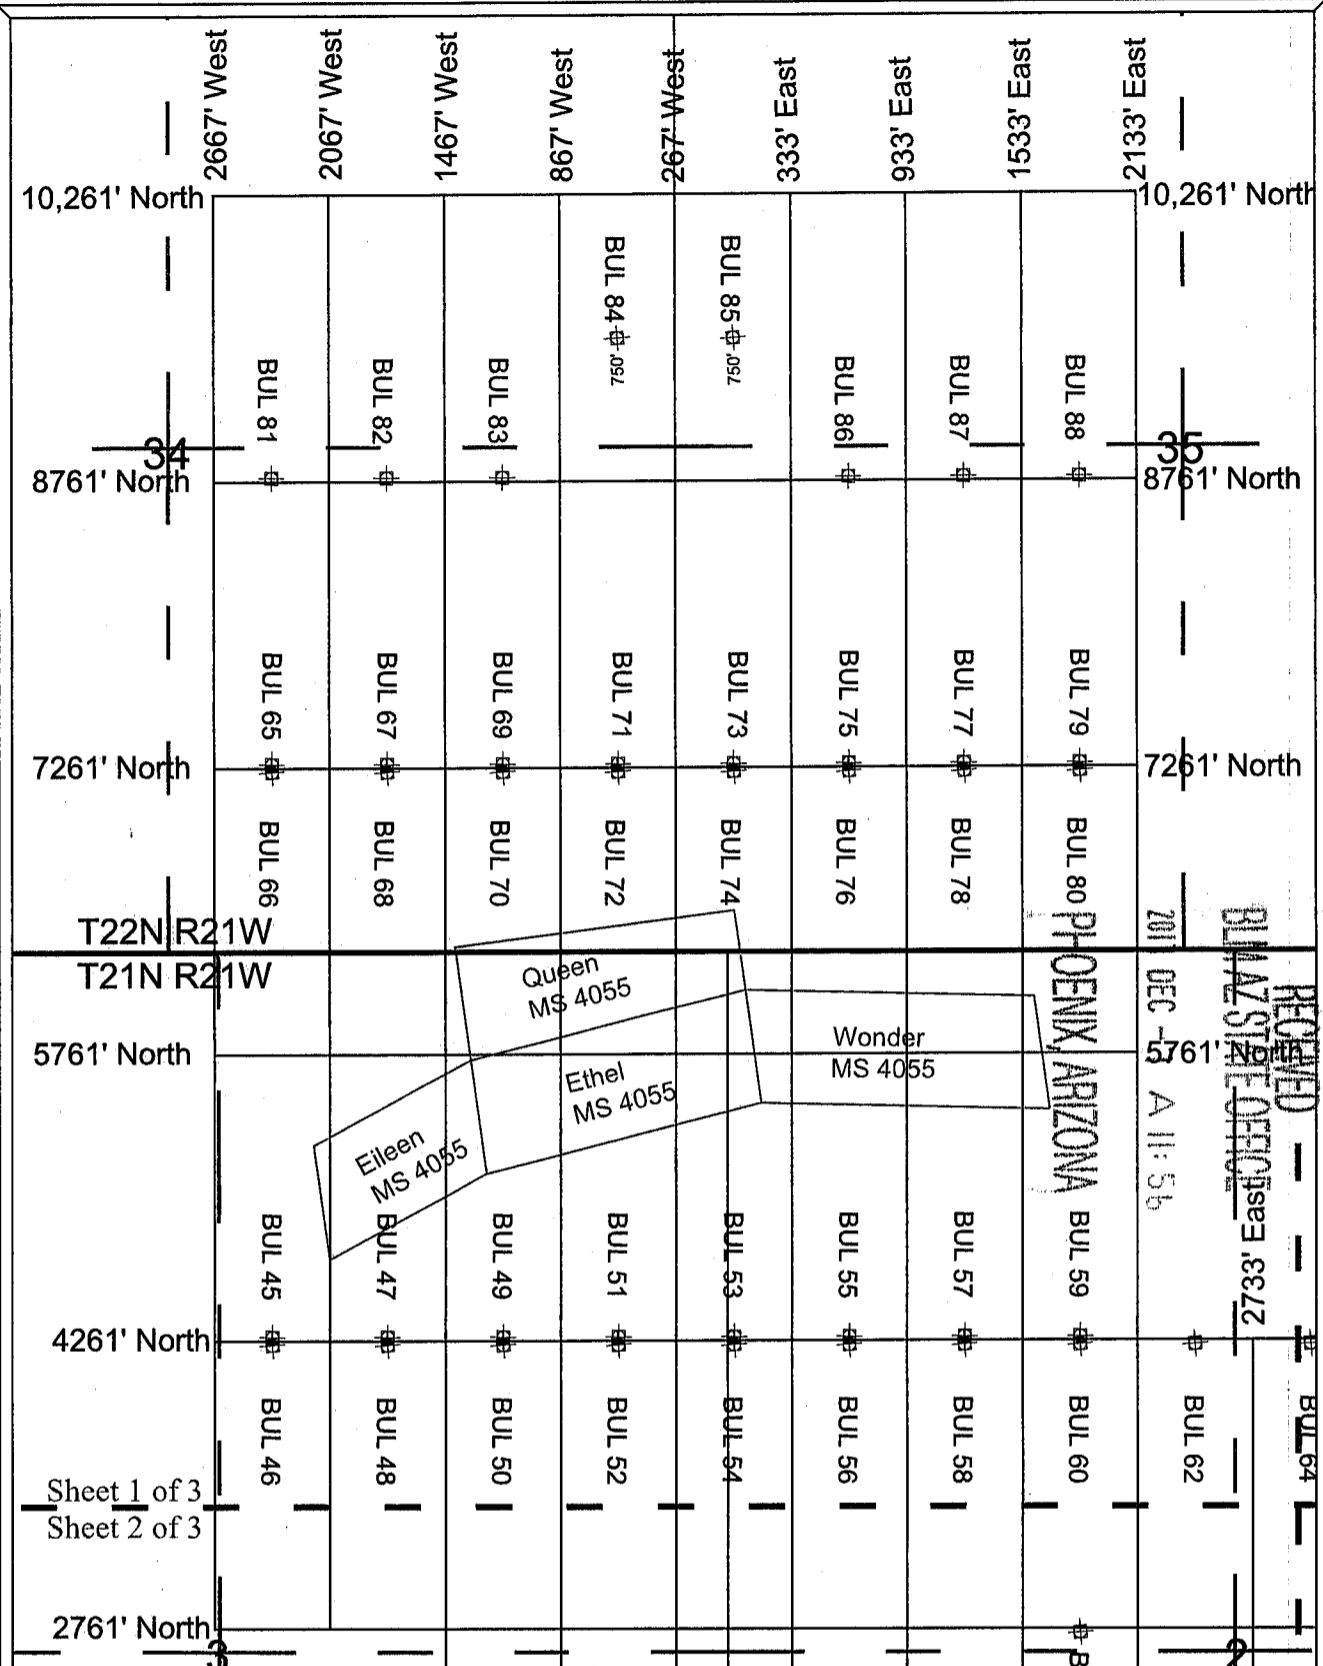 2667' West
2067' West
1467' West
867' West
267' West
333' East
933' East
1533' East
2133' East
10,261' North
10,261' North
BUL 84
750'
BUL 85
750'
BUL 81
BUL 82
BUL 83
BUL 86
BUL 87
BUL 88
34
35
8761' North
8761' North
BUL 65
BUL 67
BUL 69
BUL 71
BUL 73
BUL 75
BUL 77
BUL 79
7261' North
7261' North
BUL 66
BUL 68
BUL 70
BUL 72
BUL 74
BUL 76
BUL 78
BUL 80
T22N R21W
T21N R21W
RECEIVED
BLM AZ STATE OFFICE
DEC
A 11: 56
PHOENIX, ARIZONA
Queen
MS 4055
5761' North
5761' North
Wonder
MS 4055
Ethel
MS 4055
Eileen
MS 4055
2733' East
BUL 45
BUL 47
BUL 49
BUL 51
BUL 53
BUL 55
BUL 57
BUL 59
4261' North
BUL 46
BUL 48
BUL 50
BUL 52
BUL 54
BUL 56
BUL 58
BUL 60
BUL 62
BUL 64
Sheet 1 of 3
Sheet 2 of 3
2761' North
3
2
B